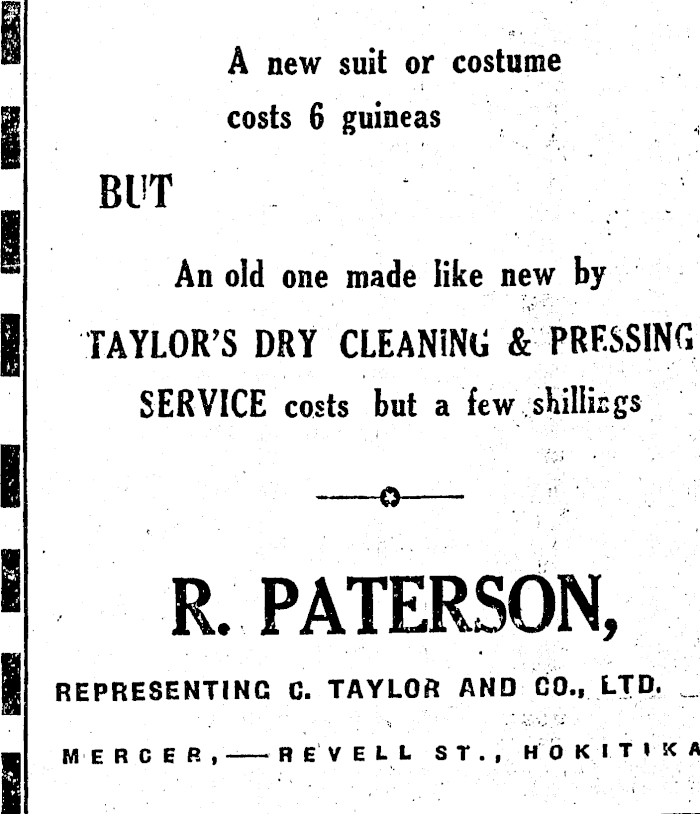 A new suit or costume
costs 6 guineas
BUT
An old one made like new by
TAYLOR'S DRY CLEANING & PRESSING
SERVICE costs but a few shillings
R. PATERSON,
REPRESENTING C. TAYLOR AND CO., LTD.
MERCER,—REVELL ST., HOKITIKA